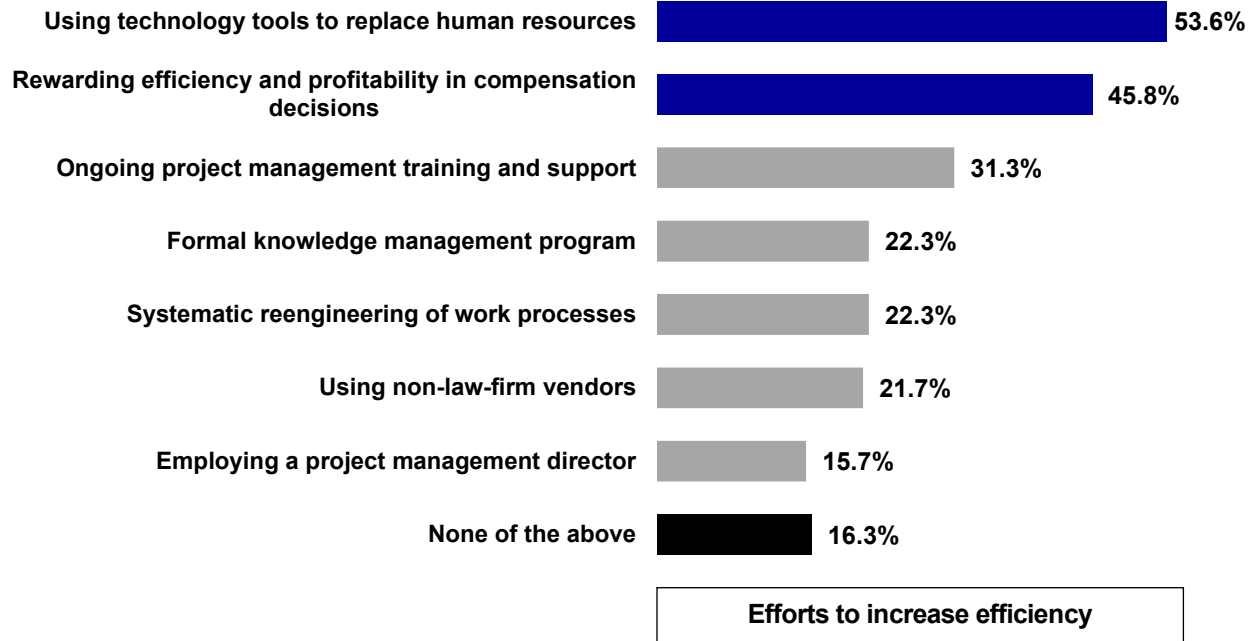 Using technology tools to replace human resources 53.6%
Rewarding efficiency and profitability in compensation
decisions 45.8%
Ongoing project management training and support 31.3%
Formal knowledge management program 22.3%
Systematic reengineering of work processes 22.3%
Using non-law-firm vendors 21.7%
Employing a project management director 15.7%
None of the above 16.3%
Efforts to increase efficiency